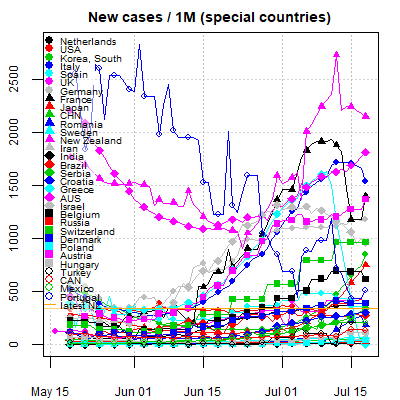 New cases / 1M (special countries)
2500
2000
1500
1000
500
0
Netherlands
USA
Korea, South
Italy
Spain
UK
Germany
France
Japan
CHN
Romania
Sweden
New Zealand
Iran
India
Brazil
Serbia
Croatia
Greece
AUS
Israel
Belgium
Russia
Switzerland
Denmark
Poland
Austria
Hungary
Turkey
CAN
Mexico
Portugal
latest NL
May 15
Jun 01
Jun 15
Jul 01
Jul 15